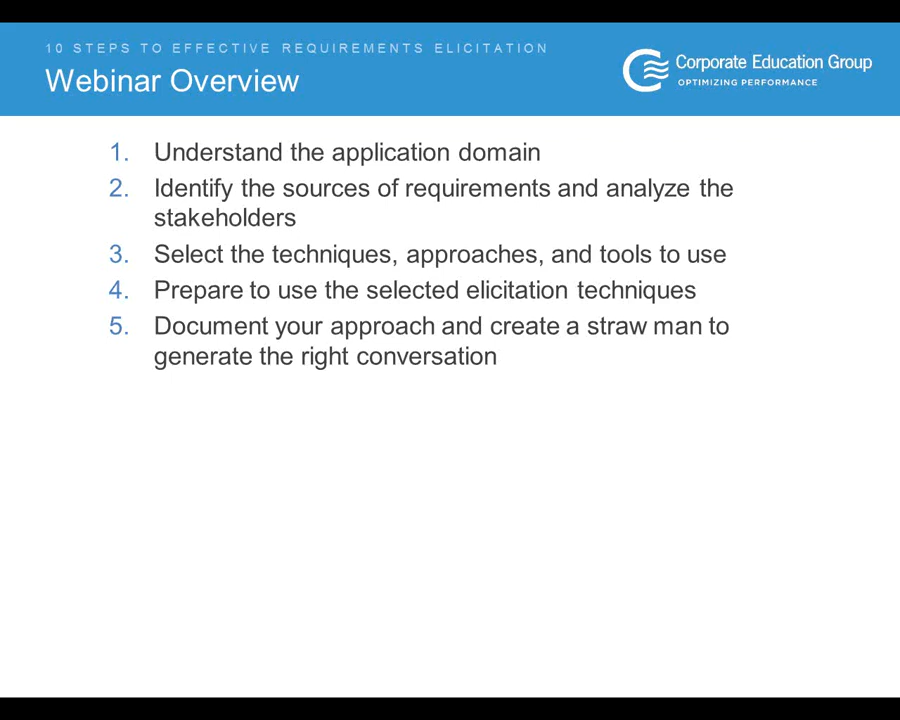 10 STEPS TO EFFECTIVE REQUIREMENTS ELICITATION
Webinar Overview
Corporate Education Group
OPTIMIZING PERFORMANCE
1. Understand the application domain
2. Identify the sources of requirements and analyze the
stakeholders
3. Select the techniques, approaches, and tools to use
4. Prepare to use the selected elicitation techniques
5. Document your approach and create a straw man to
generate the right conversation